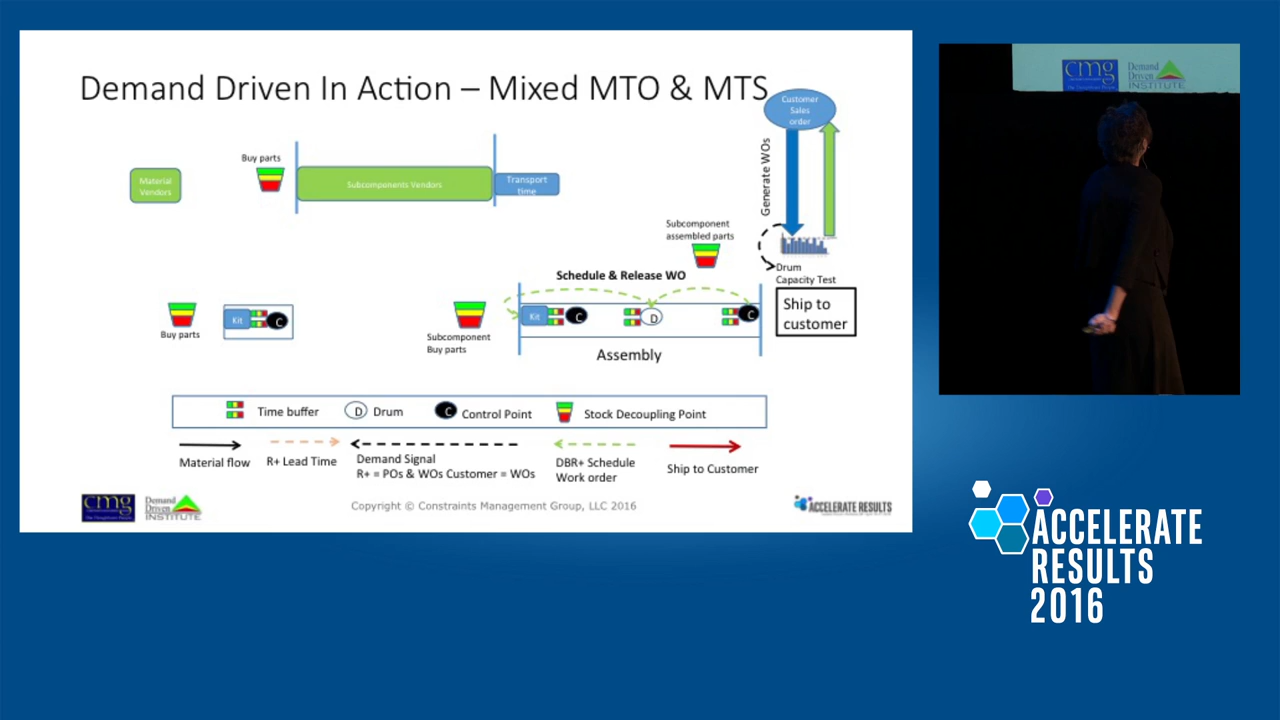 Demand Driven In Action – Mixed MTO & MTS
Customer
Sales
order
Buy parts
Material
Vendors
Subcomponents Vendors
Transport
time
Generate WOs
Subcomponent
assembled parts
Drum
Capacity Test
Schedule & Release WO
Ship to
customer
Buy parts
Kit
C
Subcomponent
Buy parts
Kit
C
D
C
Assembly
Time buffer
D
Drum
C
Control Point
Stock Decoupling Point
Material flow
R+ Lead Time
Demand Signal
R+ = POs & WOs Customer = WOs
DBR+ Schedule
Work order
Ship to Customer
cmg
Demand
Driven
INSTITUTE
Copyright © Constraints Management Group, LLC 2016
ACCELERATE RESULTS
cmg
Demand
Driven
INSTITUTE
ACCELERATE
RESULTS
2016